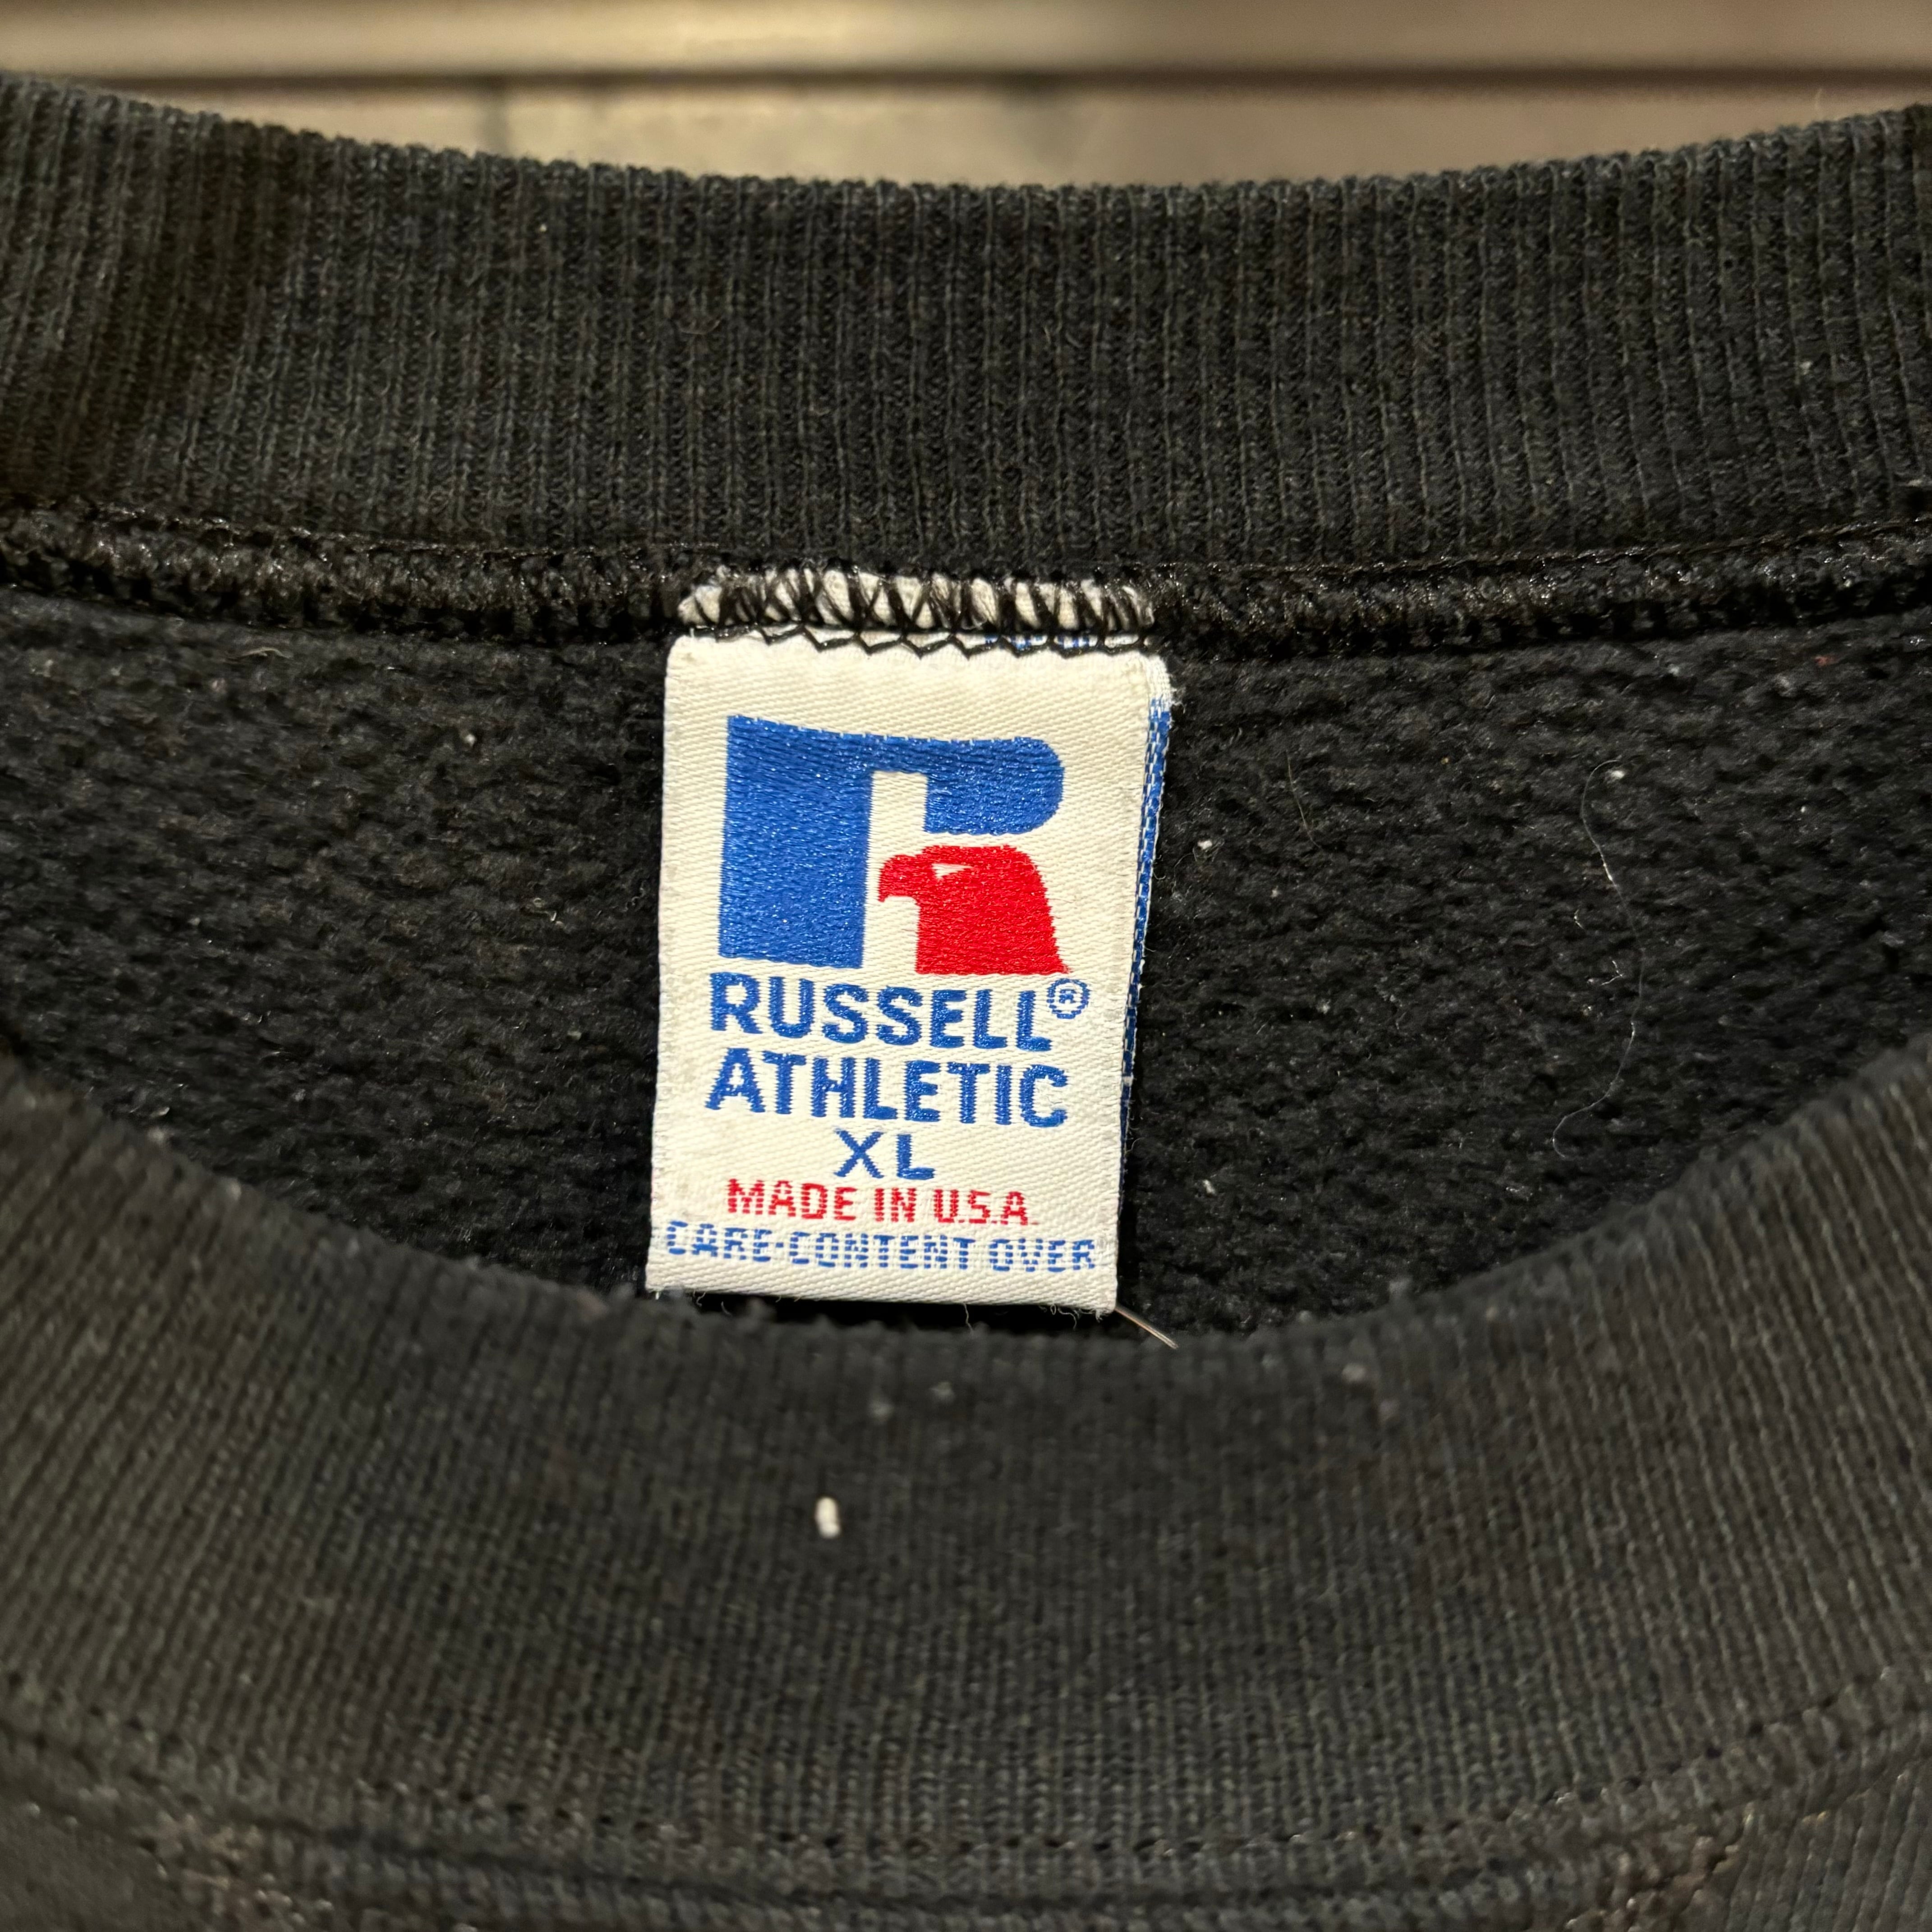 RUSSELL®
ATHLETIC
XL
MADE IN U.S.A.
CARE-CONTENT OVER